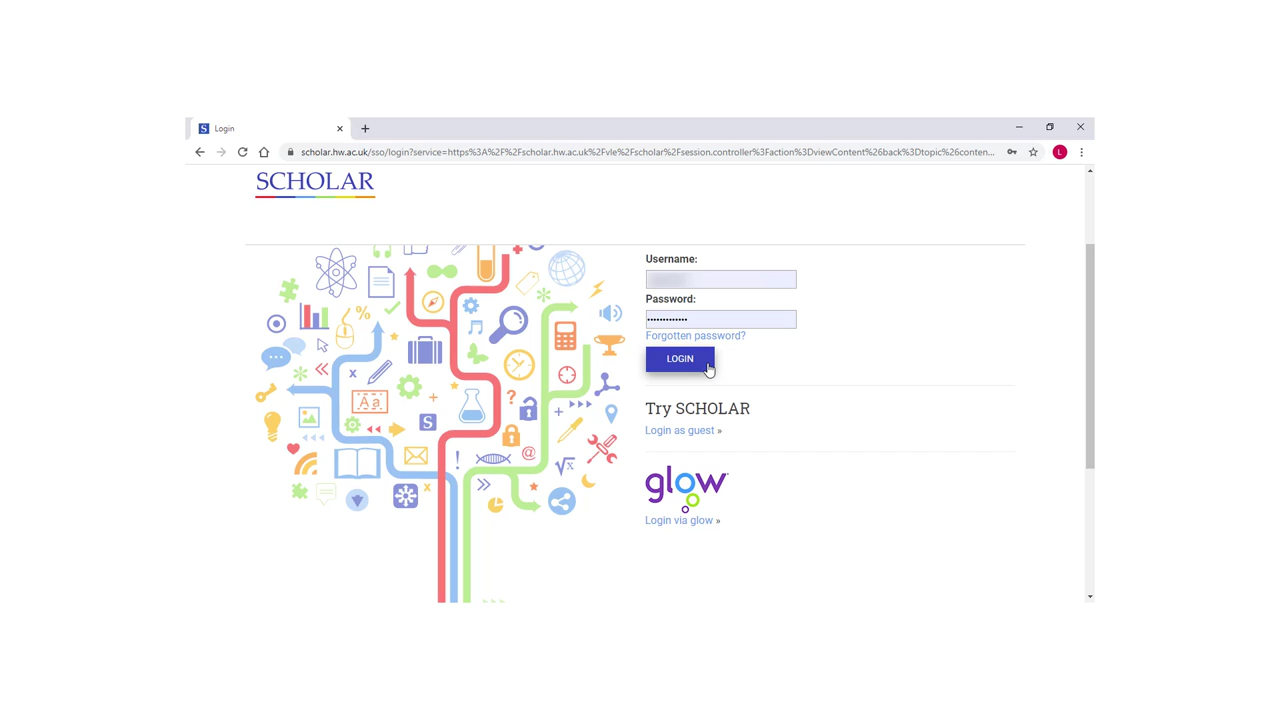 Login
scholar.hw.ac.uk/sso/login?service=https%3A%2F%2Fscholar.hw.ac.uk%2Fvle%2Fscholar%2Fsession.controller%3Faction%3DviewContent%26back%3Dtopic%26conten...
L
SCHOLAR
Username:
Password:
Forgotten password?
LOGIN
Try SCHOLAR
Login as guest »
glow
Login via glow »
%
x
Aa
S
?
+
+
@
!
√x
x